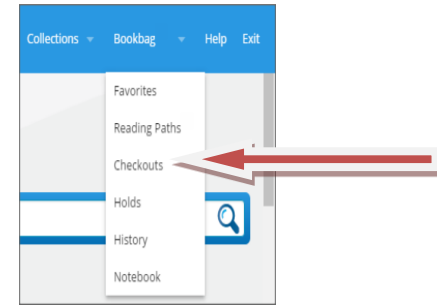 Collections Bookbag Help Exit
Favorites
Reading Paths
Checkouts
Holds
History
Notebook